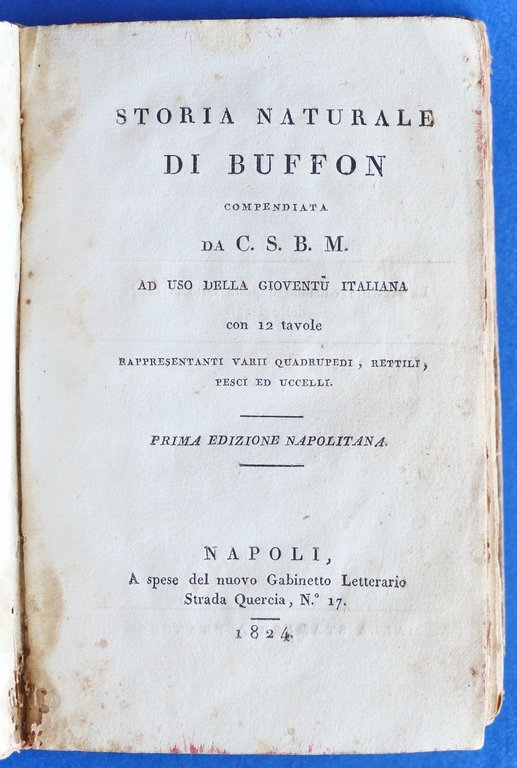 STORIA NATURALE
DI BUFFON
COMPENDIATA
DA C. S. B. M.
AD USO DELLA GIOVENTÙ ITALIANA
con 12 tavole
RAPPRESENTANTI VARII QUADRUPEDI, RETTILI,
PESCI ED UCCELLI.
PRIMA EDIZIONE NAPOLITANA.
NAPOLI,
A spese del nuovo Gabinetto Letterario
Strada Quercia, N.° 17.
1824.